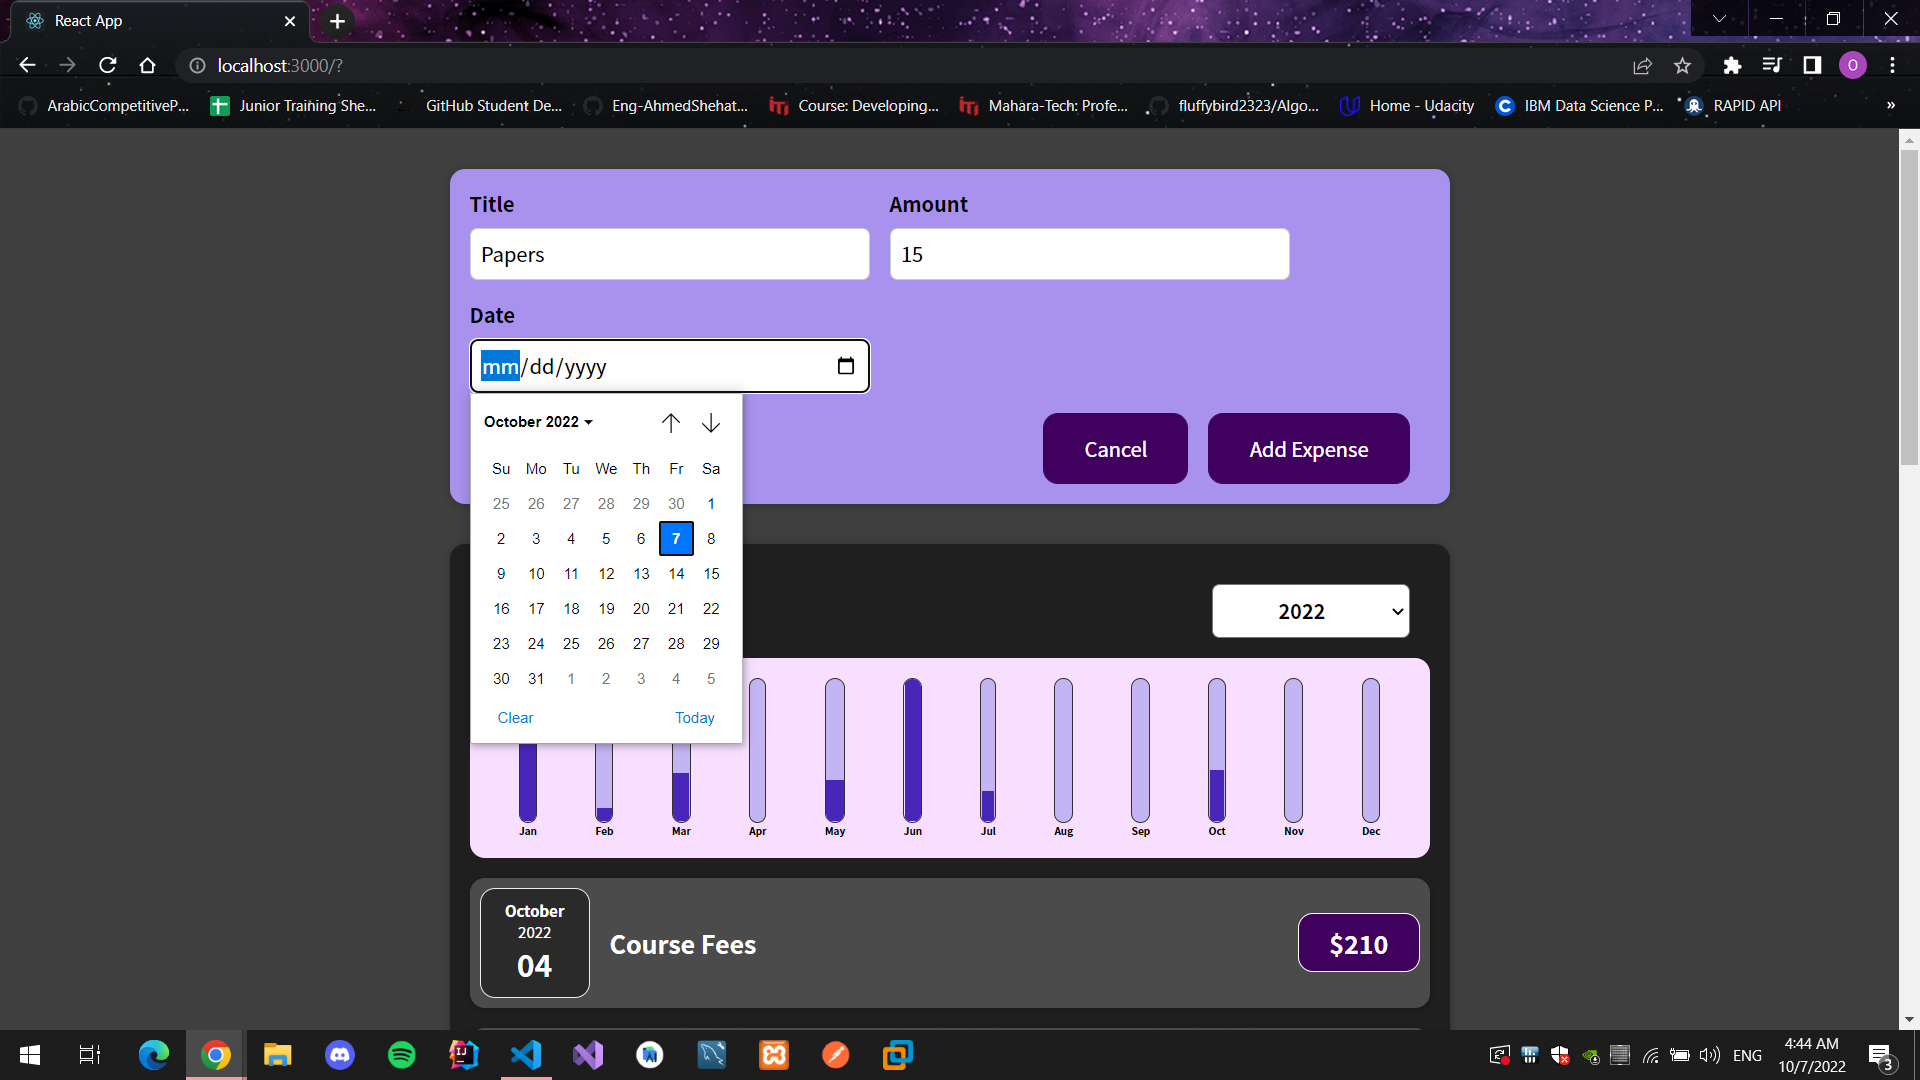 React App
localhost:3000/?
O
ArabicCompetitiveP...
Junior Training She...
GitHub Student De...
Eng-AhmedShehat...
Course: Developing...
Mahara-Tech: Profe...
fluffybird2323/Algo...
Home - Udacity
IBM Data Science P...
RAPID API
»
Title
Amount
Papers
15
Date
mm/dd/yyyy
October 2022
Su Mo Tu We Th Fr Sa
25 26 27 28 29 30 1
2 3 4 5 6 7 8
9 10 11 12 13 14 15
16 17 18 19 20 21 22
23 24 25 26 27 28 29
30 31 1 2 3 4 5
Clear Today
Cancel
Add Expense
2022
Jan Feb Mar Apr May Jun Jul Aug Sep Oct Nov Dec
October
2022
04
Course Fees
$210
ENG
4:44 AM
10/7/2022
3